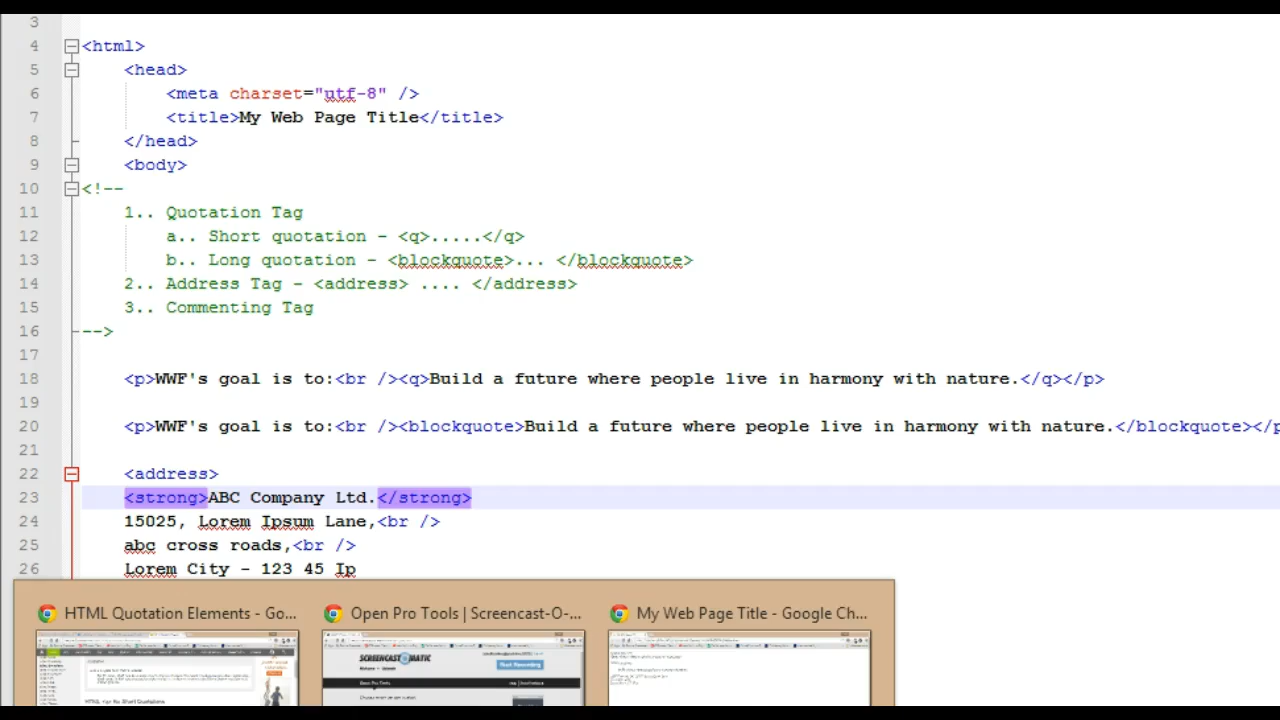 3
4 <html>
5 <head>
6 <meta charset="utf-8" />
7 <title>My Web Page Title</title>
8 </head>
9 <body>
10 <!--
11 1.. Quotation Tag
12 a.. Short quotation - <q>.....</q>
13 b.. Long quotation - <blockquote>... </blockquote>
14 2.. Address Tag - <address> .... </address>
15 3.. Commenting Tag
16 -->
17
18 <p>WWF's goal is to:<br /><q>Build a future where people live in harmony with nature.</q></p>
19
20 <p>WWF's goal is to:<br /><blockquote>Build a future where people live in harmony with nature.</blockquote></p
21
22 <address>
23 <strong>ABC Company Ltd.</strong>
24 15025, Lorem Ipsum Lane,<br />
25 abc cross roads,<br />
26 Lorem City - 123 45 Ip
HTML Quotation Elements - Go... Open Pro Tools | Screencast-O-... My Web Page Title - Google Ch...
SCREENCAST MATIC
Start Recording